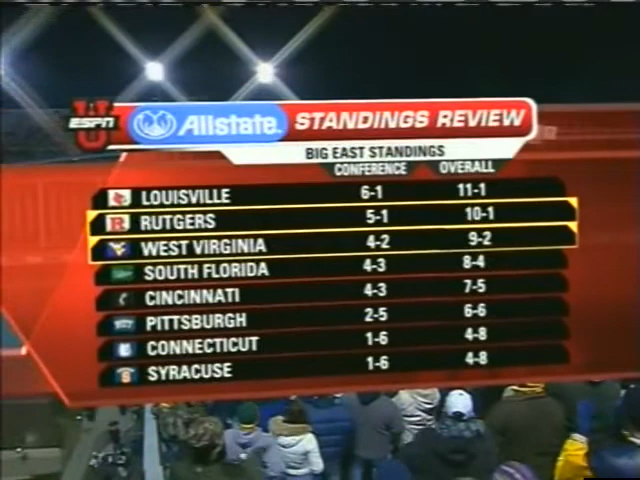 ESPN U Allstate. STANDINGS REVIEW
BIG EAST STANDINGS
CONFERENCE OVERALL
LOUISVILLE 6-1 11-1
R RUTGERS 5-1 10-1
WEST VIRGINIA 4-2 9-2
SOUTH FLORIDA 4-3 8-4
CINCINNATI 4-3 7-5
PITT PITTSBURGH 2-5 6-6
CONNECTICUT 1-6 4-8
S SYRACUSE 1-6 4-8